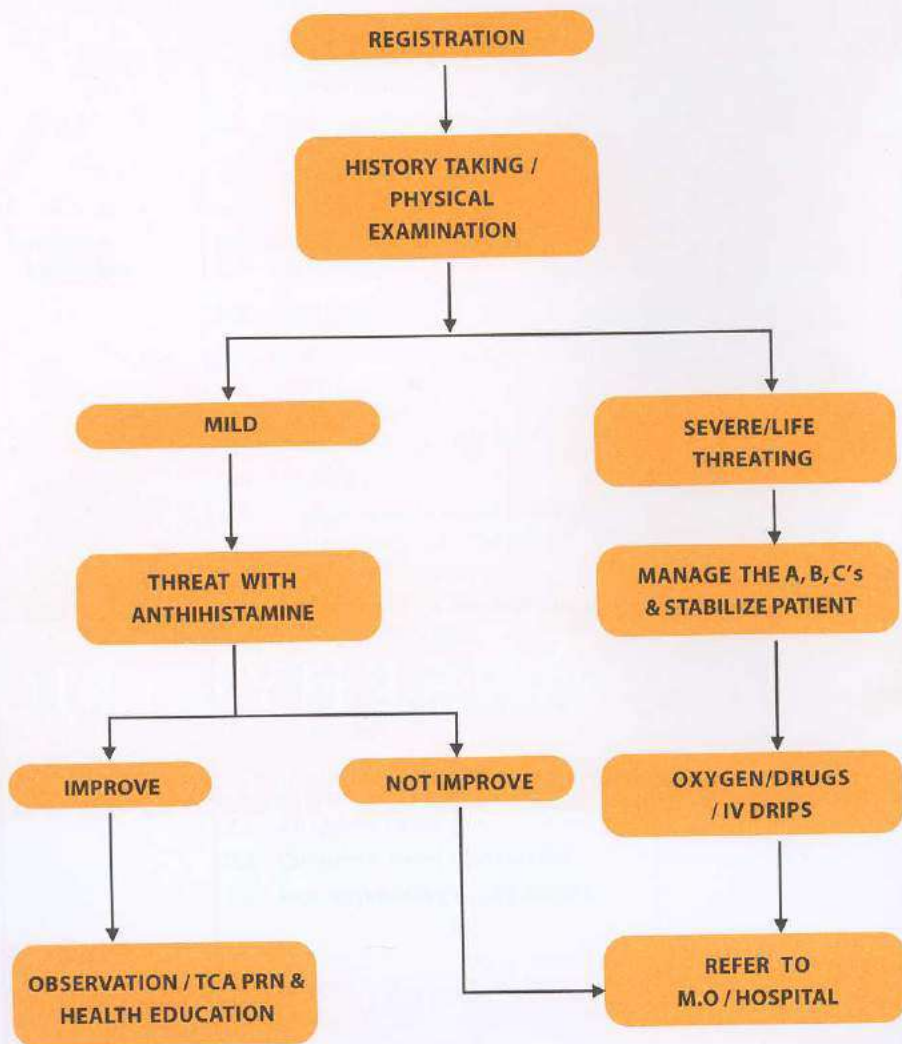 REGISTRATION
HISTORY TAKING /
PHYSICAL
EXAMINATION
MILD
SEVERE/LIFE
THREATING
THREAT WITH
ANTHIHISTAMINE
MANAGE THE A, B, C's
& STABILIZE PATIENT
IMPROVE
NOT IMPROVE
OXYGEN/DRUGS
/ IV DRIPS
OBSERVATION / TCA PRN &
HEALTH EDUCATION
REFER TO
M.O / HOSPITAL